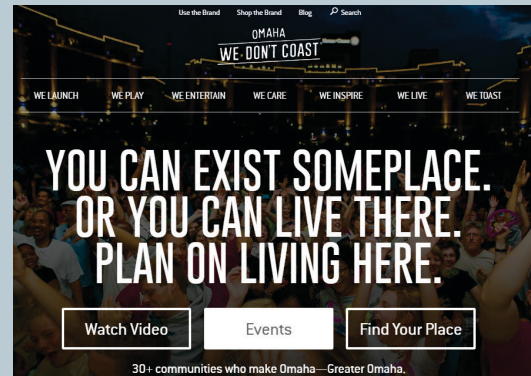 Use the Brand Shop the Brand Blog Search
OMAHA
WE DON'T COAST
WE LAUNCH WE PLAY WE ENTERTAIN WE CARE WE INSPIRE WE LIVE WE TOAST
YOU CAN EXIST SOMEPLACE.
OR YOU CAN LIVE THERE.
PLAN ON LIVING HERE.
Watch Video Events Find Your Place
30+ communities who make Omaha—Greater Omaha.